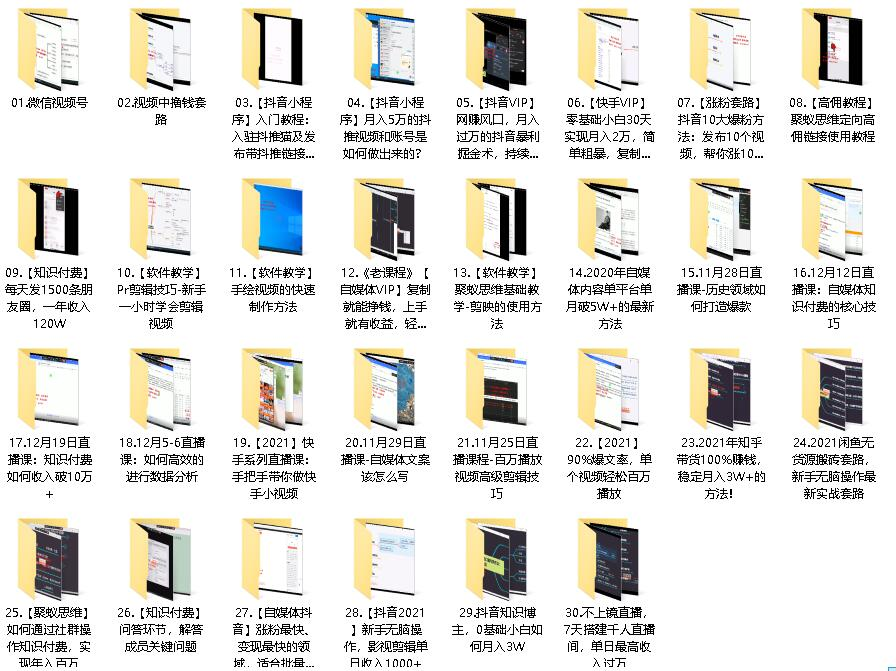 01.微信视频号
02.视频中撸钱套
路
03.【抖音小程
序】入门教程：
入驻抖推猫及发
布带抖推链接...
04.【抖音小程
序】月入5万的抖
推视频和账号是
如何做出来的？
05.【抖音VIP】
网赚风口，月入
过万的抖音暴利
掘金术，持续...
06.【快手VIP】
零基础小白30天
实现月入2万，简
单粗暴，复制...
07.【涨粉套路】
抖音10大爆粉方
法：发布10个视
频，帮你涨10...
08.【高佣教程】
聚蚁思维定向高
佣链接使用教程
09.【知识付费】
每天发1500条朋
友圈，一年收入
120W
10.【软件教学】
Pr剪辑技巧-新手
一小时学会剪辑
视频
11.【软件教学】
手绘视频的快速
制作方法
12.《老课程》【
自媒体VIP】复制
就能挣钱，上手
就有收益，轻...
13.【软件教学】
聚蚁思维基础教
学-剪映的使用方
法
14.2020年自媒
体内容单平台单
月破5W+的最新
方法
15.11月28日直
播课-历史领域如
何打造爆款
16.12月12日直
播课：自媒体知
识付费的核心技
巧
17.12月19日直
播课：知识付费
如何收入破10万
+
18.12月5-6直播
课：如何高效的
进行数据分析
19.【2021】快
手系列直播课：
手把手带你做快
手小视频
20.11月29日直
播课-自媒体文案
该怎么写
21.11月25日直
播课程-百万播放
视频高级剪辑技
巧
22.【2021】
90%爆文率，单
个视频轻松百万
播放
23.2021年知乎
带货100%赚钱，
稳定月入3W+的
方法！
24.2021闲鱼无
货源搬砖套路，
新手无脑操作最
新实战套路
25.【聚蚁思维】
如何通过社群操
作知识付费，实
现年入百万
26.【知识付费】
问答环节，解答
成员关键问题
27.【自媒体抖
音】涨粉最快、
变现最快的领
域，适合批量...
28.【抖音2021
】新手无脑操
作，影视剪辑单
日收入1000+
29.抖音知识博
主，0基础小白如
何月入3W
30.不上镜直播，
7天搭建千人直播
间，单日最高收
入过万